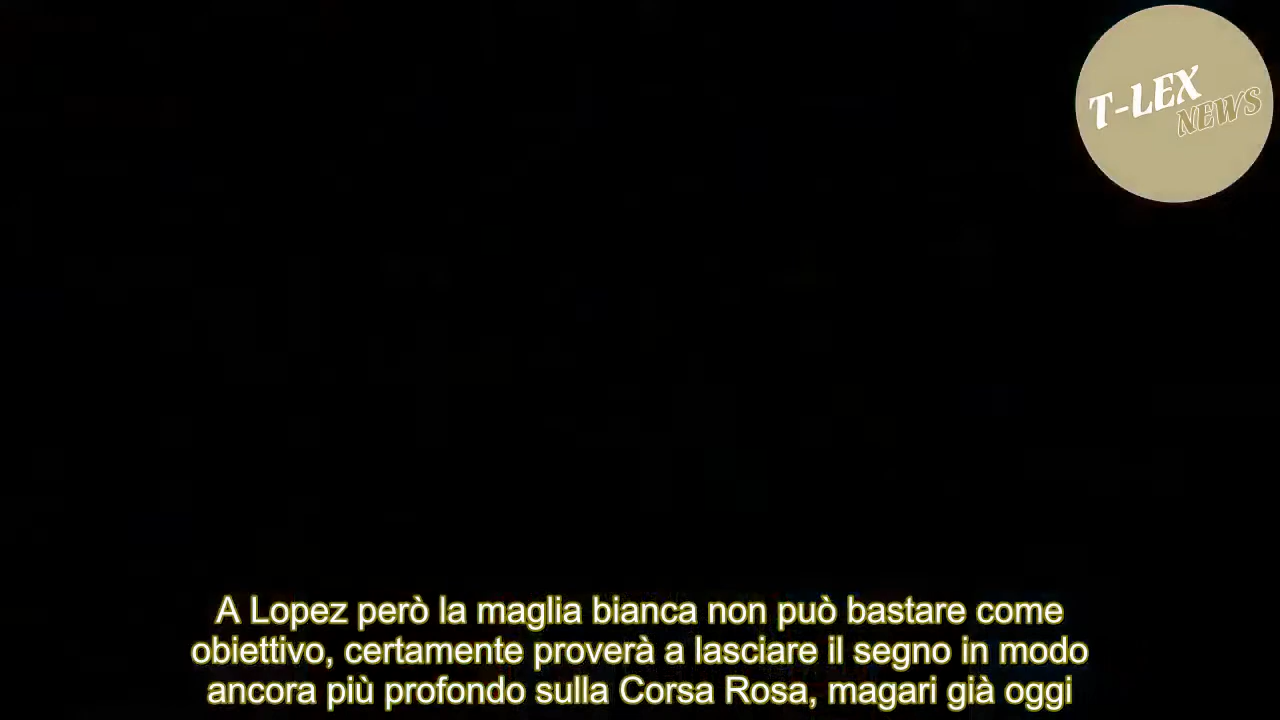 T-LEX
NEWS
A Lopez però la maglia bianca non può bastare come
obiettivo, certamente proverà a lasciare il segno in modo
ancora più profondo sulla Corsa Rosa, magari già oggi